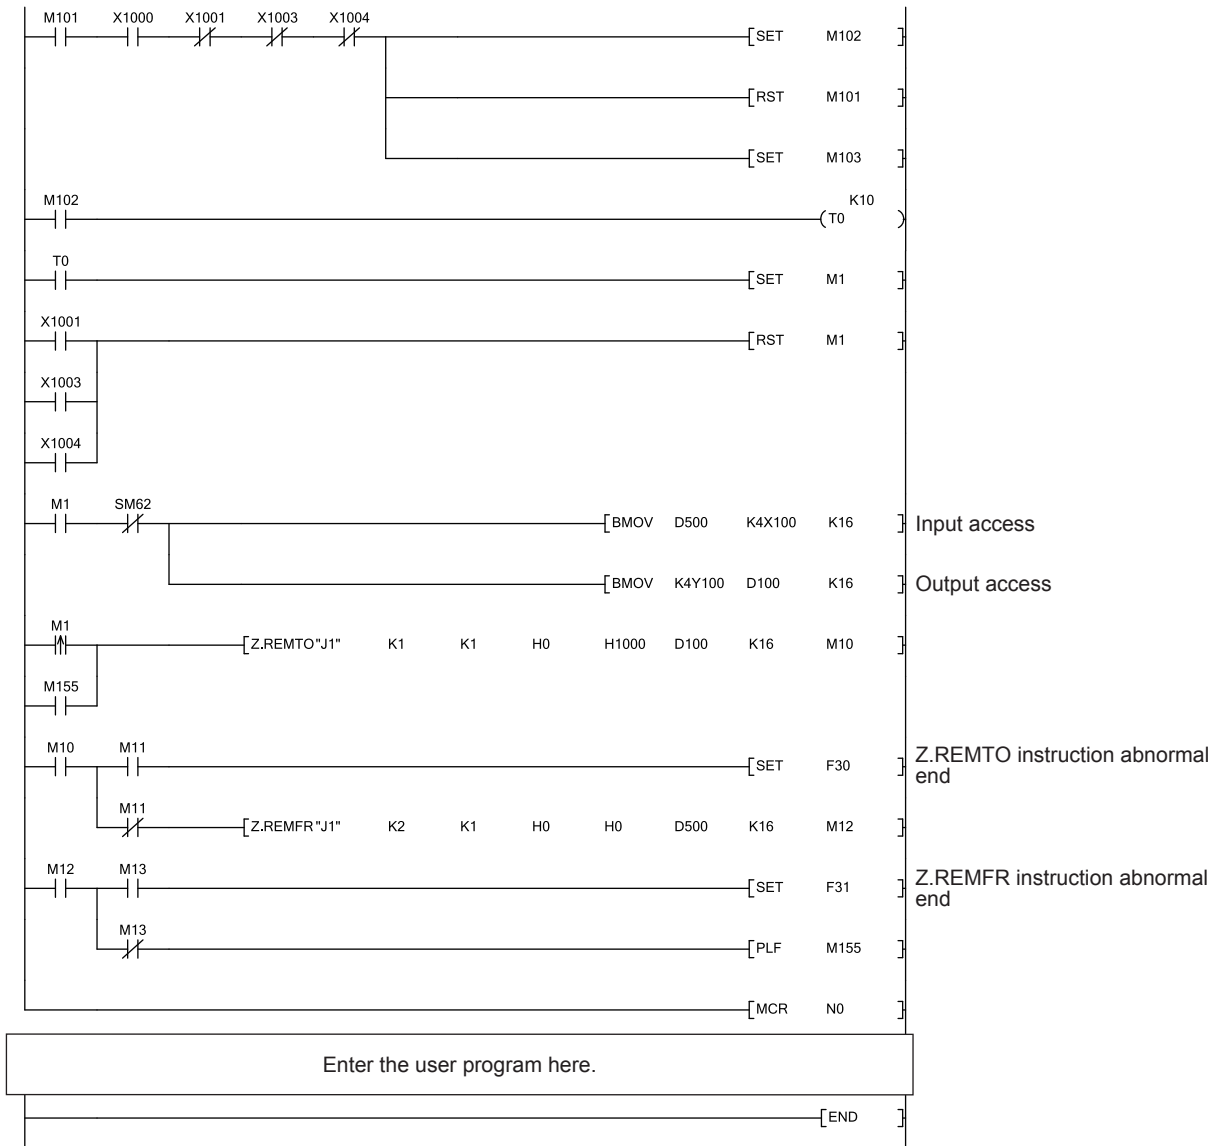 M101 X1000 X1001 X1003 X1004
SET M102
RST M101
SET M103
M102 K10
T0
T0
SET M1
X1001
RST M1
X1003
X1004
M1 SM62
BMOV D500 K4X100 K16 Input access
BMOV K4Y100 D100 K16 Output access
M1
Z.REMTO"J1" K1 K1 H0 H1000 D100 K16 M10
M155
M10 M11
SET F30 Z.REMTO instruction abnormal
end
M11
Z.REMFR"J1" K2 K1 H0 H0 D500 K16 M12
M12 M13
SET F31 Z.REMFR instruction abnormal
end
M13
PLF M155
MCR N0
Enter the user program here.
END